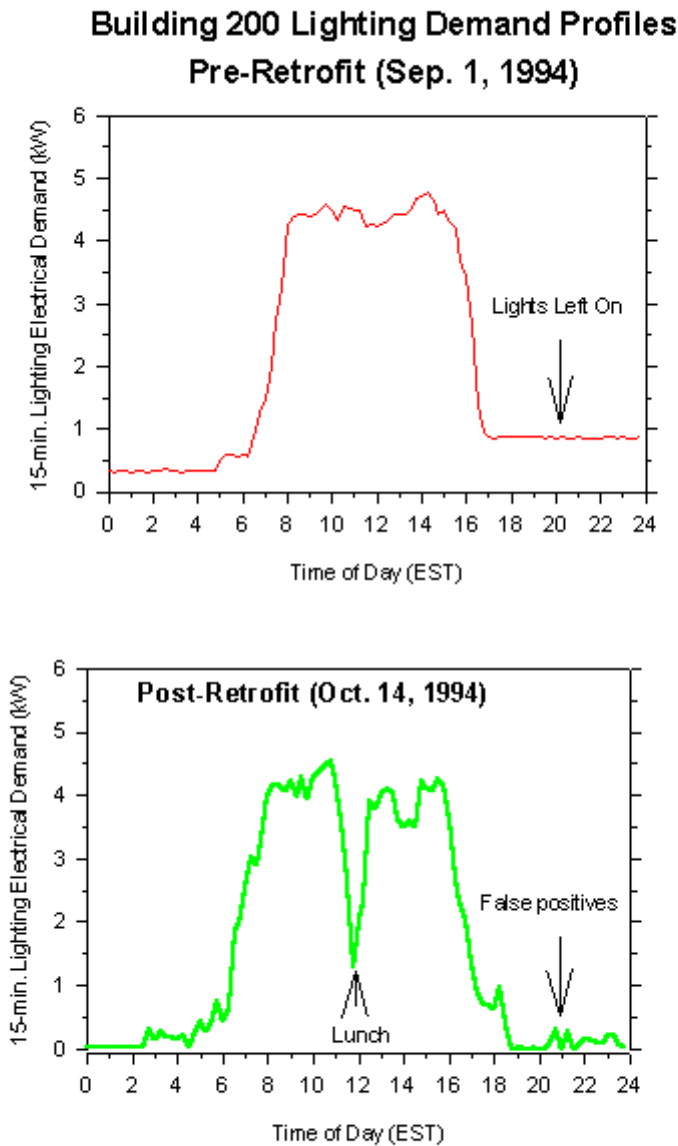 Building 200 Lighting Demand Profiles
Pre-Retrofit (Sep. 1, 1994)
15-min. Lighting Electrical Demand (kW)
6
5
4
3
2
1
0
Lights Left On
0 2 4 6 8 10 12 14 16 18 20 22 24
Time of Day (EST)
Post-Retrofit (Oct. 14, 1994)
15-min. Lighting Electrical Demand (kW)
6
5
4
3
2
1
0
False positives
Lunch
0 2 4 6 8 10 12 14 16 18 20 22 24
Time of Day (EST)